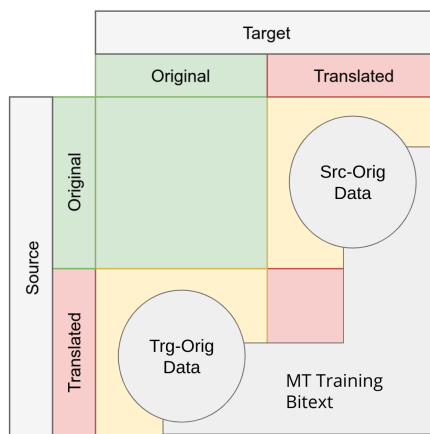 Target
Original
Translated
Source
Original
Translated
Src-Orig
Data
Trg-Orig
Data
MT Training
Bitext